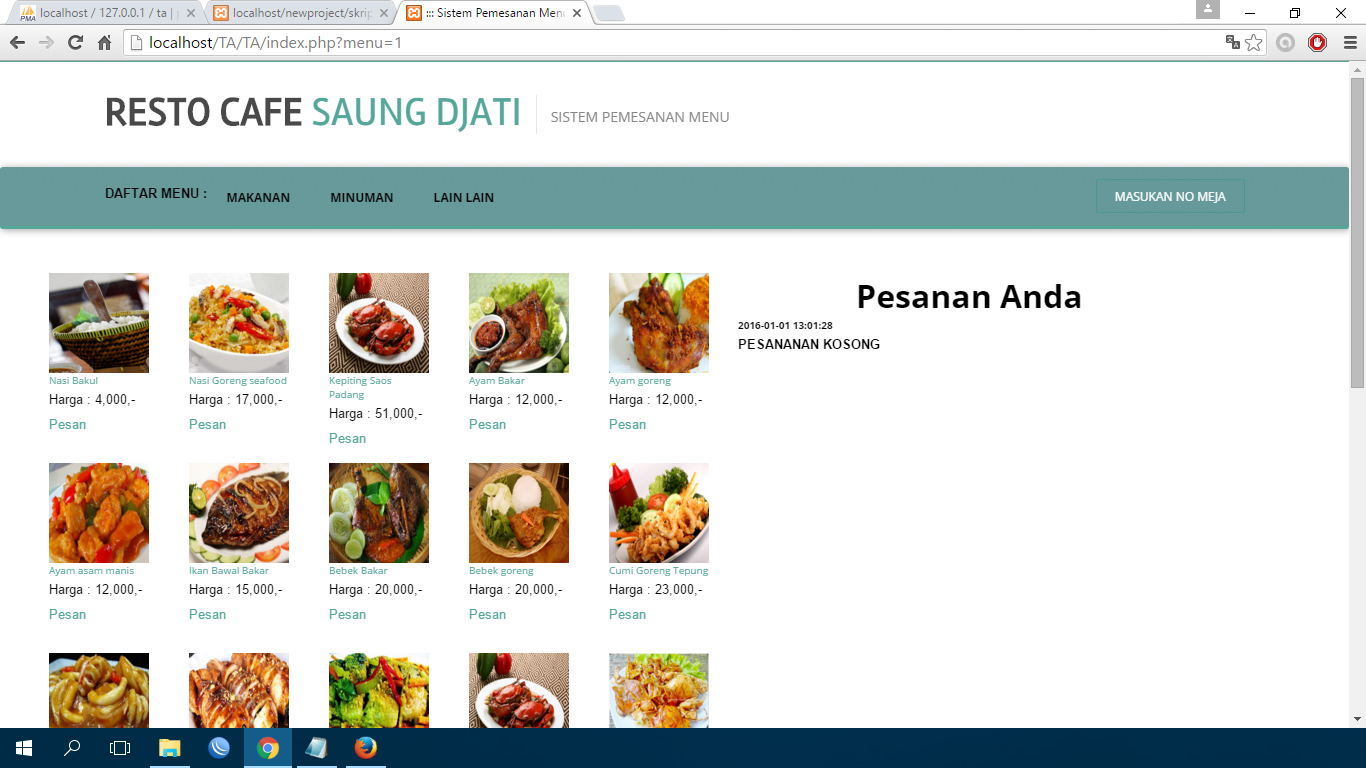 localhost / 127.0.0.1 / ta | p
localhost/newproject/skrip
::: Sistem Pemesanan Menu
localhost/TA/TA/index.php?menu=1
RESTO CAFE SAUNG DJATI
SISTEM PEMESANAN MENU
DAFTAR MENU :
MAKANAN
MINUMAN
LAIN LAIN
MASUKAN NO MEJA
Nasi Bakul
Harga : 4,000,-
Pesan
Nasi Goreng seafood
Harga : 17,000,-
Pesan
Kepiting Saos
Padang
Harga : 51,000,-
Pesan
Ayam Bakar
Harga : 12,000,-
Pesan
Ayam goreng
Harga : 12,000,-
Pesan
Pesanan Anda
2016-01-01 13:01:28
PESANANAN KOSONG
Ayam asam manis
Harga : 12,000,-
Pesan
Ikan Bawal Bakar
Harga : 15,000,-
Pesan
Bebek Bakar
Harga : 20,000,-
Pesan
Bebek goreng
Harga : 20,000,-
Pesan
Cumi Goreng Tepung
Harga : 23,000,-
Pesan